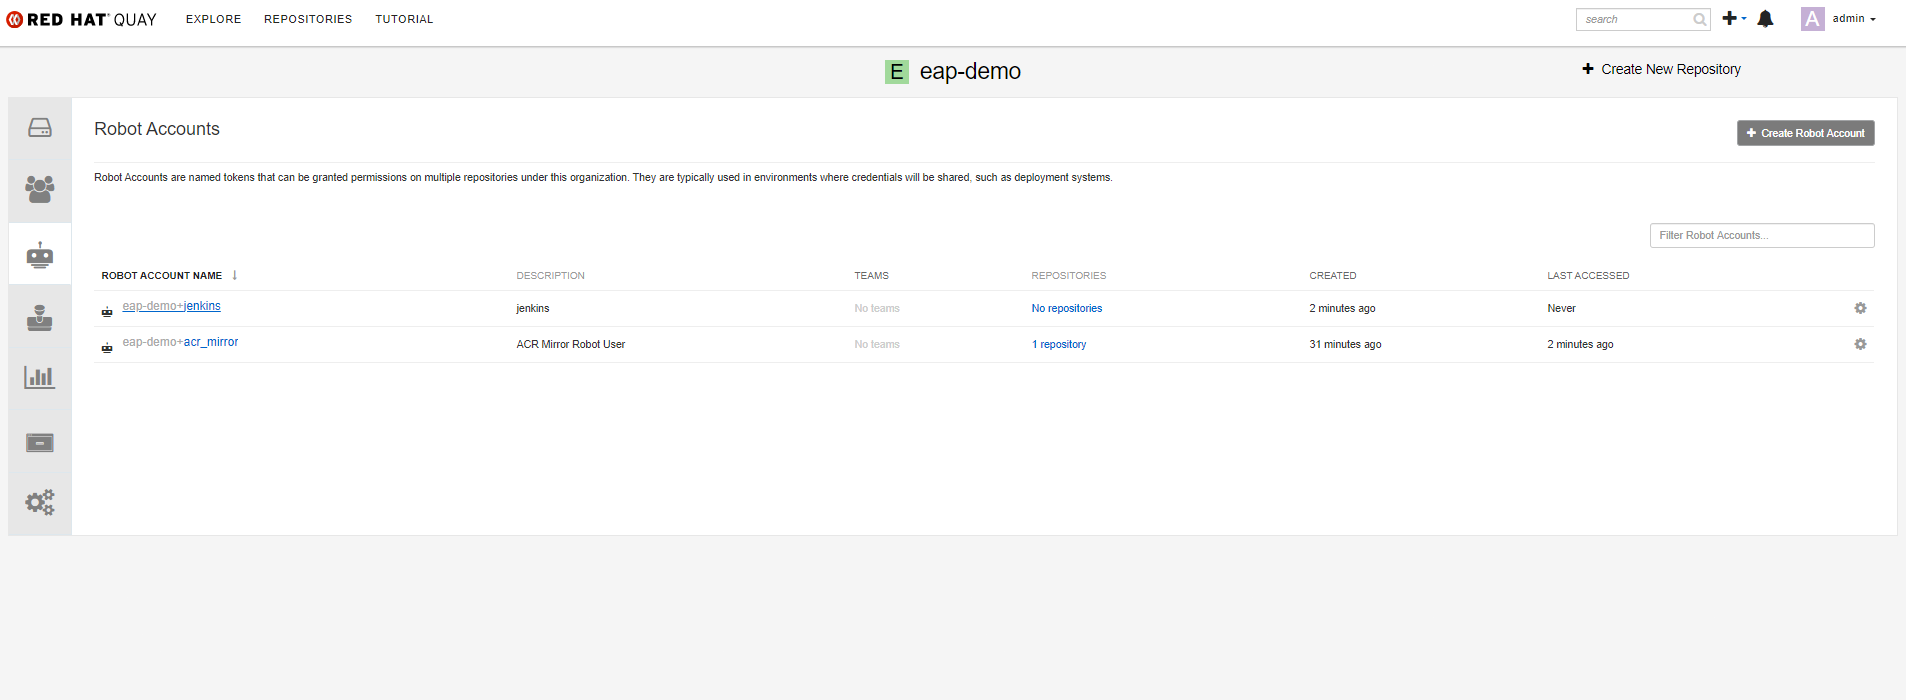 RED HAT QUAY EXPLORE REPOSITORIES TUTORIAL search A admin
E eap-demo + Create New Repository
Robot Accounts
+ Create Robot Account
Robot Accounts are named tokens that can be granted permissions on multiple repositories under this organization. They are typically used in environments where credentials will be shared, such as deployment systems.
Filter Robot Accounts...
ROBOT ACCOUNT NAME ↓ DESCRIPTION TEAMS REPOSITORIES CREATED LAST ACCESSED
eap-demo+jenkins jenkins No teams No repositories 2 minutes ago Never
eap-demo+acr_mirror ACR Mirror Robot User No teams 1 repository 31 minutes ago 2 minutes ago